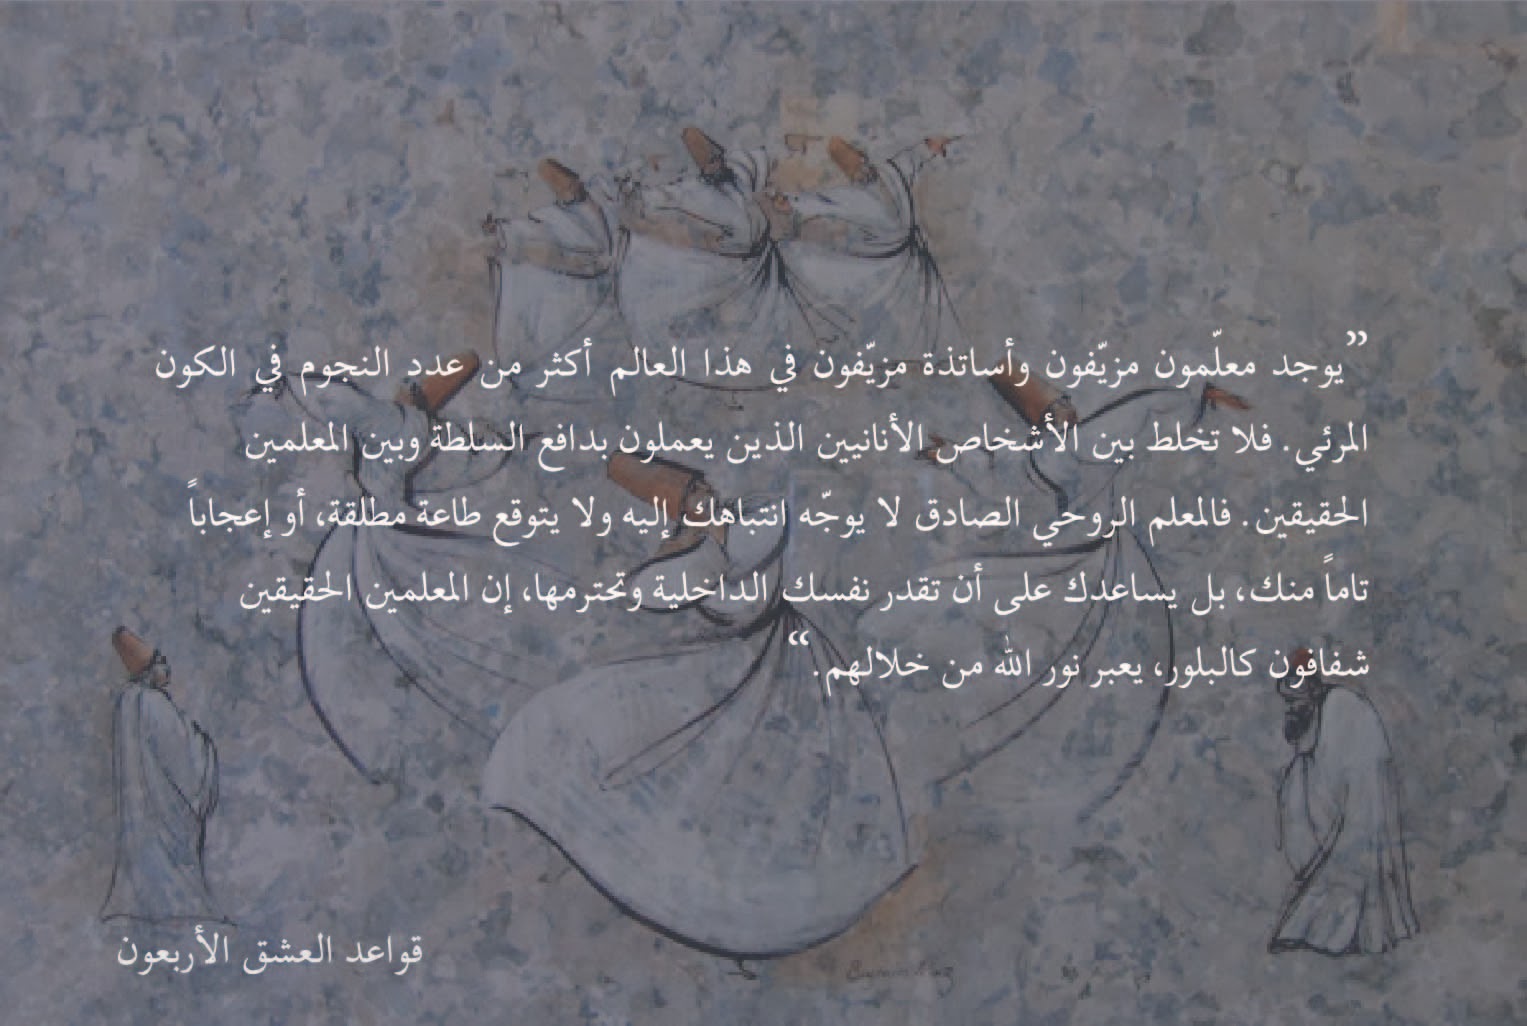 ”يوجد معلّمون مزيّفون وأساتذة مزيّفون في هذا العالم أكثر من عدد النجوم في الكون
المرئي. فلا تخلط بين الأشخاص الأنانيين الذين يعملون بدافع السلطة وبين المعلمين
الحقيقين. فالمعلم الروحي الصادق لا يوجّه انتباهك إليه ولا يتوقع طاعة مطلقة، أو إعجاباً
تاماً منك، بل يساعدك على أن تقدر نفسك الداخلية وتحترمها، إن المعلمين الحقيقين
شفافون كالبلور، يعبر نور الله من خلالهم.“
قواعد العشق الأربعون